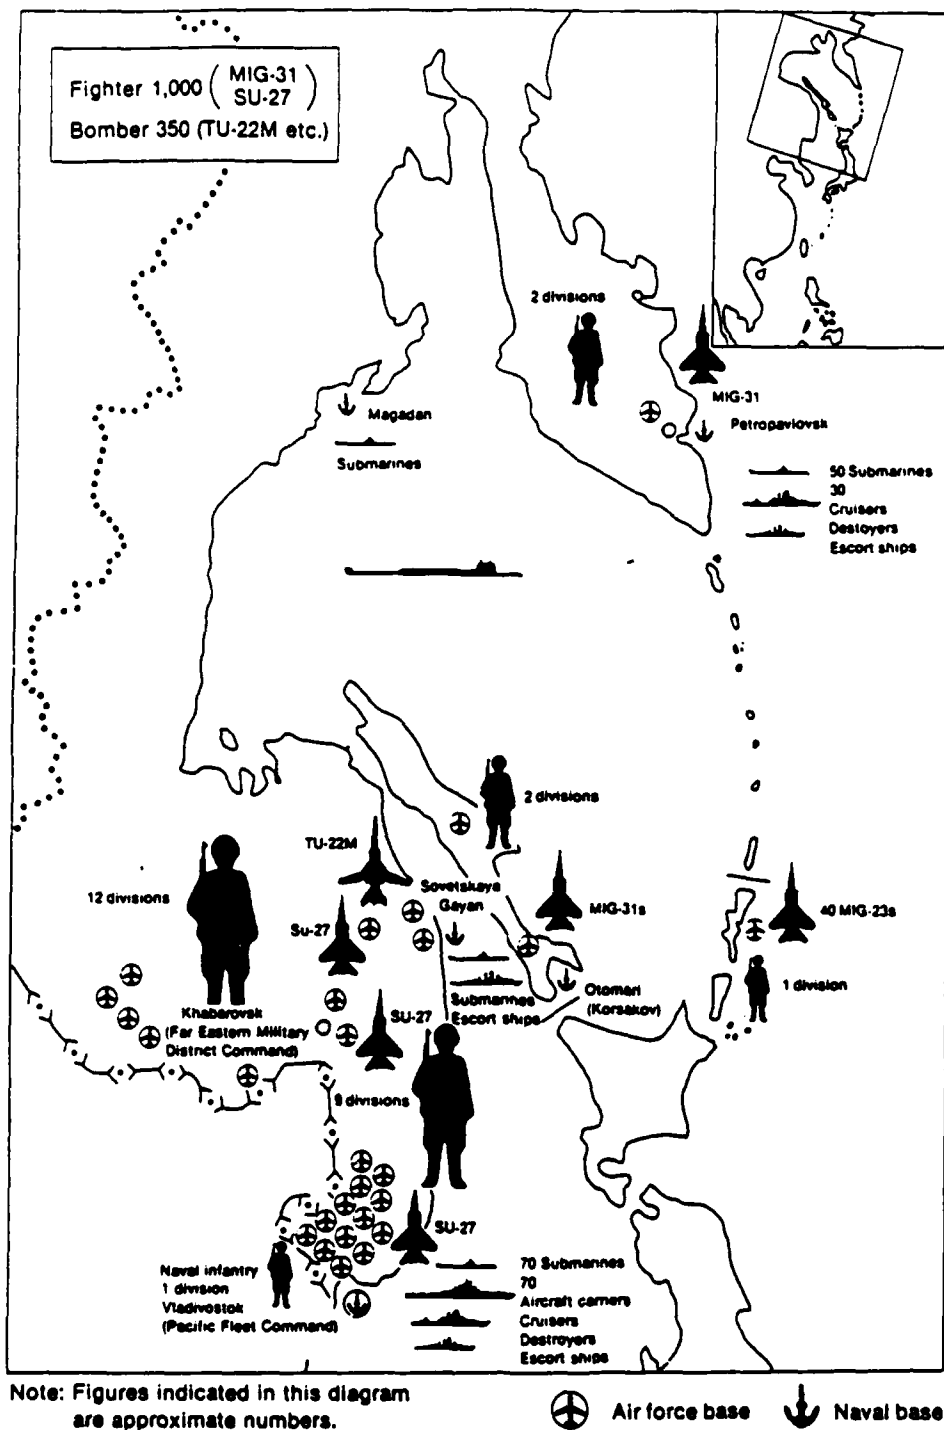 Fighter 1,000 ( MIG-31
SU-27 )
Bomber 350 (TU-22M etc.)
2 divisions
MIG-31
Magadan
Submarines
Petropavlovsk
50 Submarines
30
Cruisers
Destoyers
Escort ships
2 divisions
TU-22M
12 divisions
Sovetskaya
Gavan
MIG-31s
40 MIG-23s
Su-27
Submarines
Escort ships
Otomari
(Korsakov)
1 division
Khabarovsk
(Far Eastern Military
District Command)
SU-27
9 divisions
SU-27
Naval infantry
1 division
Vladivostok
(Pacific Fleet Command)
70 Submarines
70
Aircraft carriers
Cruisers
Destroyers
Escort ships
Note: Figures indicated in this diagram
are approximate numbers.
Air force base
Naval base